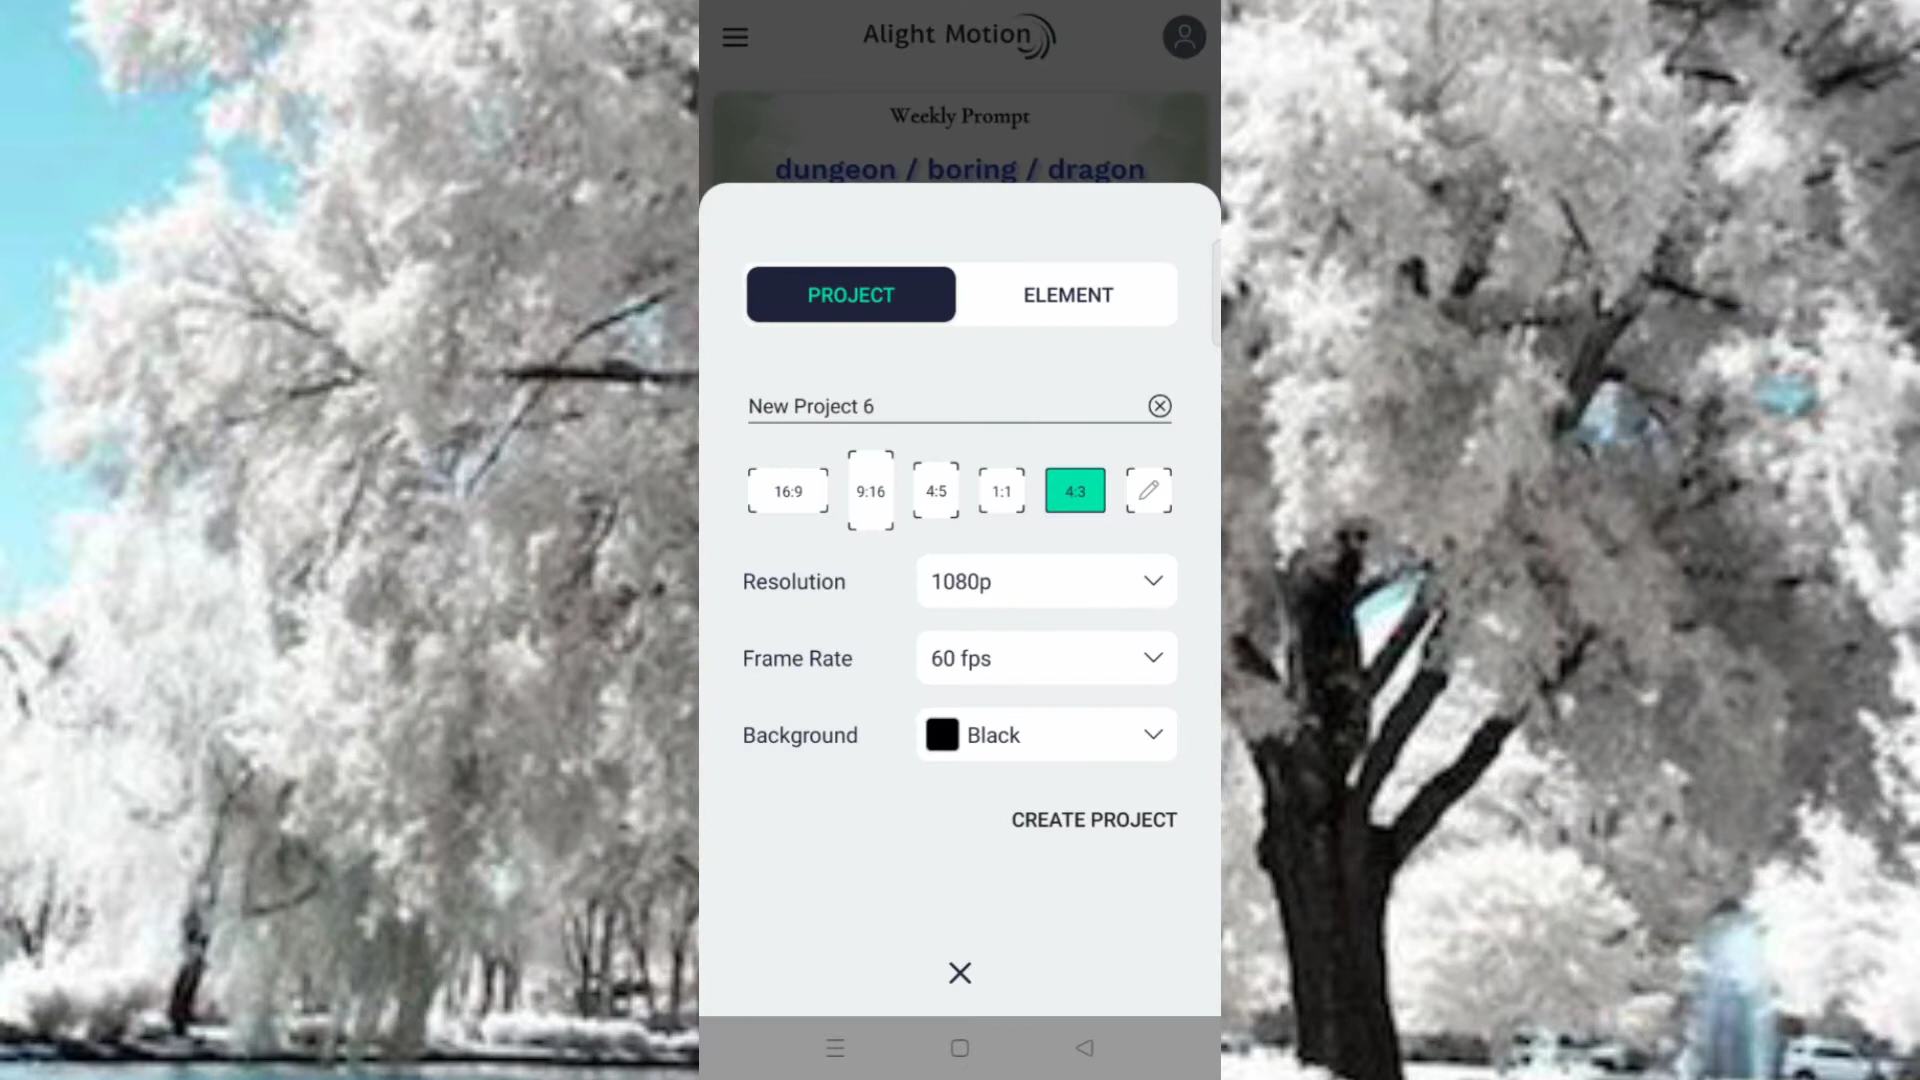 Alight Motion
Weekly Prompt
dungeon / boring / dragon
PROJECT ELEMENT
New Project 6
16:9 9:16 4:5 1:1 4:3
Resolution 1080p
Frame Rate 60 fps
Background Black
CREATE PROJECT